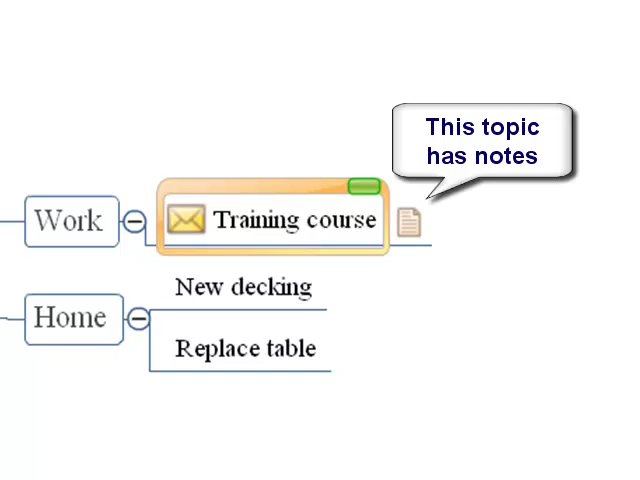 This topic
has notes
Work
Training course
New decking
Home
Replace table